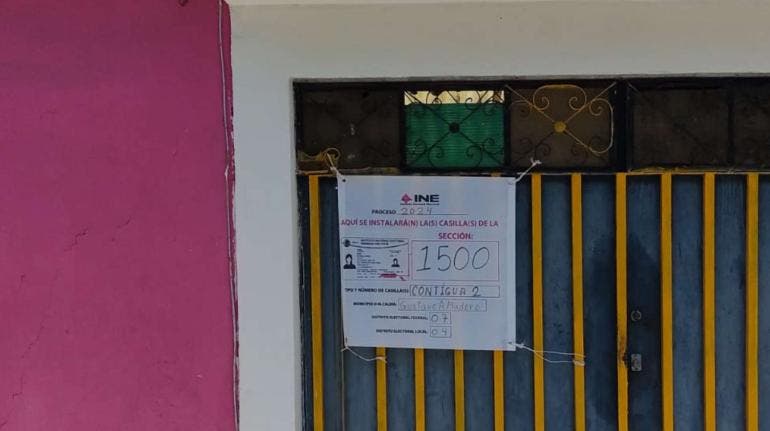 INE
PROCESO 2024
AQUÍ SE INSTALARÁ(N) LA(S) CASILLA(S) DE LA
SECCIÓN:
1500
TIPO Y NÚMERO DE CASILLA(S) CONTIGUA 2
MUNICIPIO O ALCALDÍA: Gustavo A Madero
DISTRITO ELECTORAL FEDERAL: 07
DISTRITO ELECTORAL LOCAL: 04